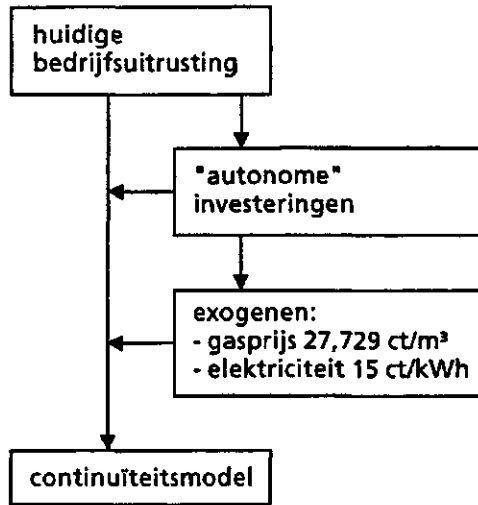 huidige
bedrijfsuitrusting
"autonome"
investeringen
exogenen:
- gasprijs 27,729 ct/m³
- elektriciteit 15 ct/kWh
continuïteitsmodel